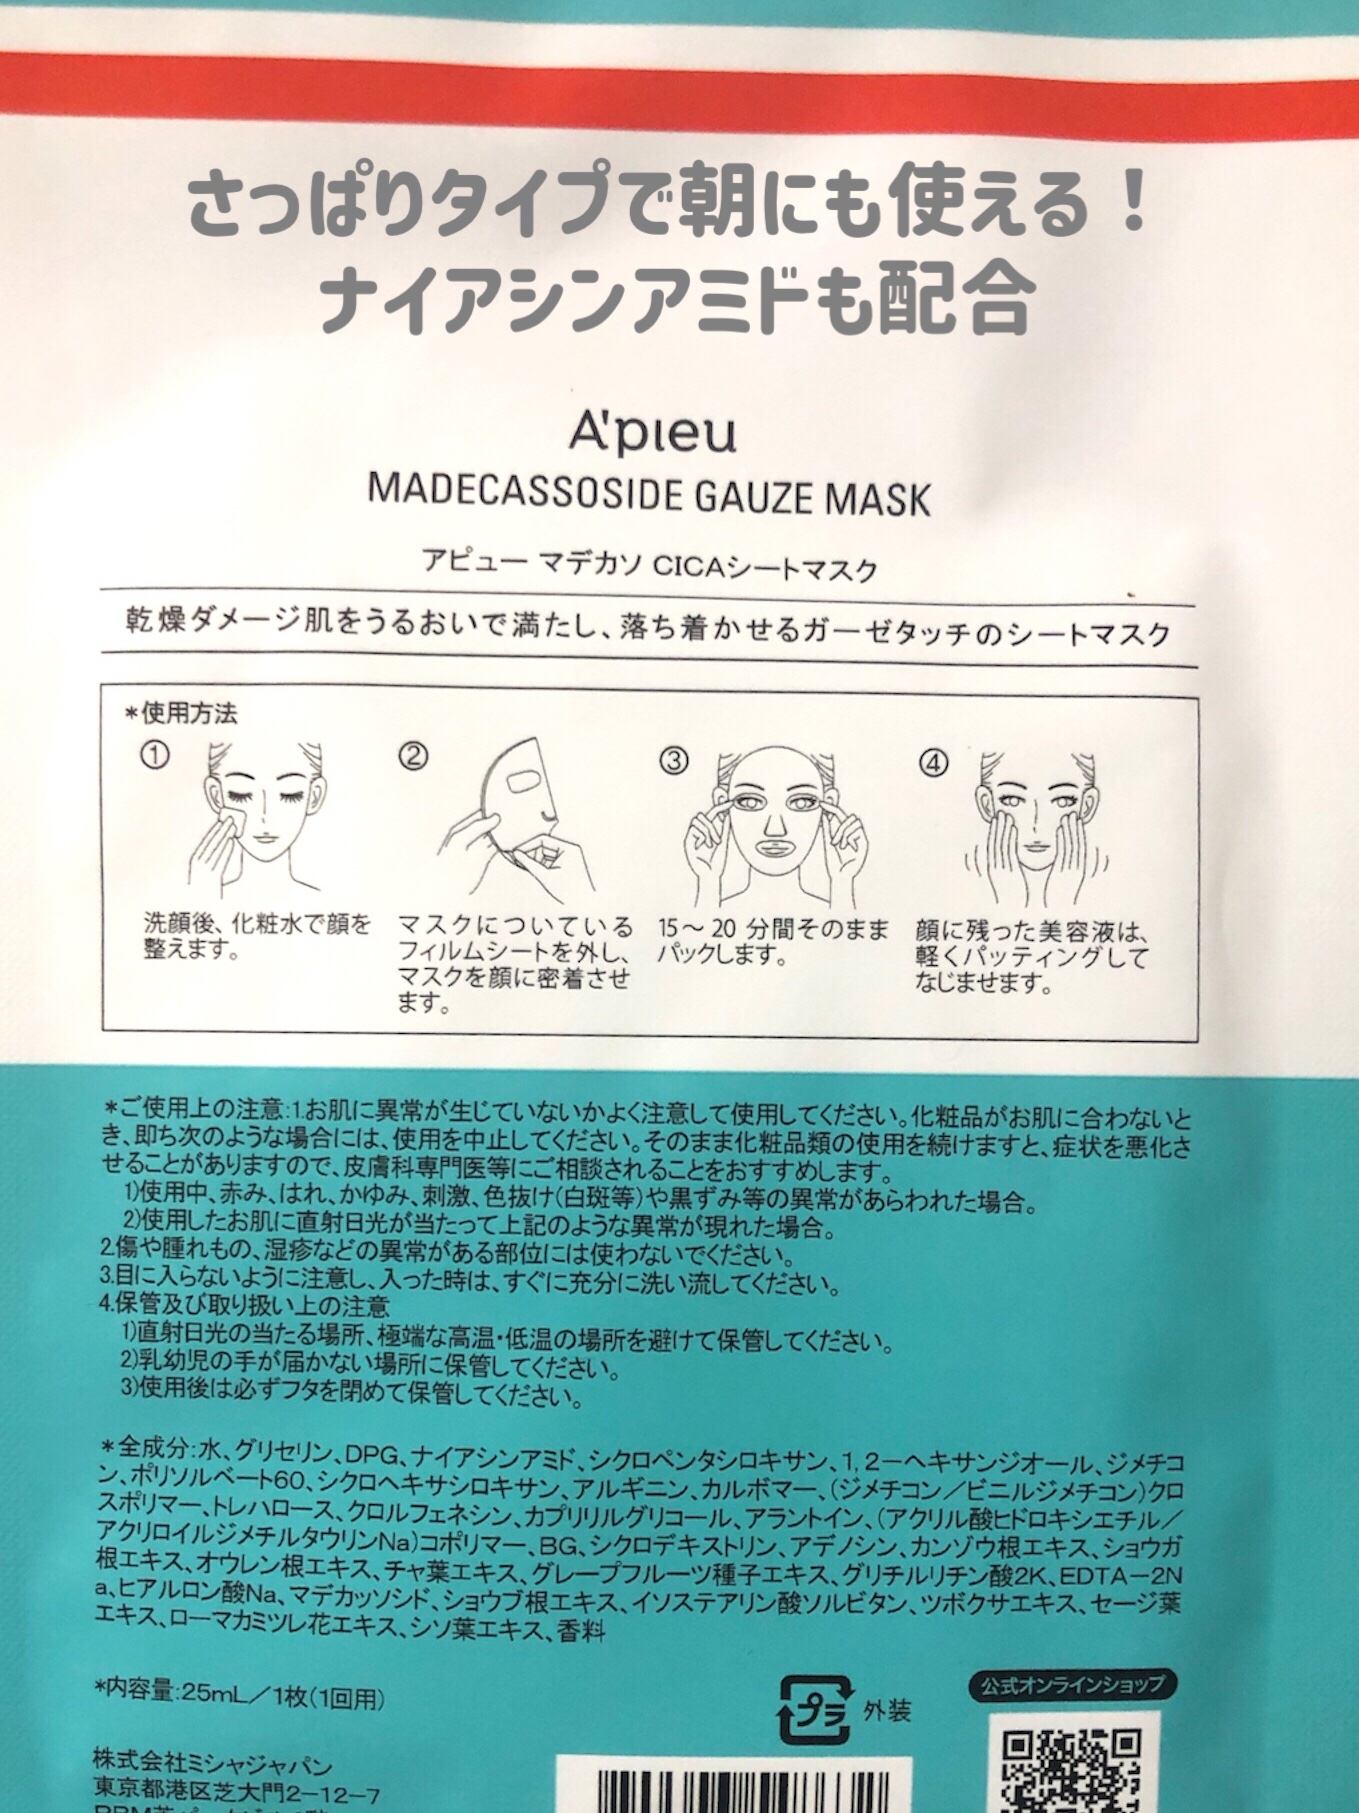 さっぱりタイプで朝にも使える!
ナイアシンアミドも配合
A'pieu
MADECASSOSIDE GAUZE MASK
アピュー マデカソ CICAシートマスク
乾燥ダメージ肌をうるおいで満たし、落ち着かせるガーゼタッチのシートマスク
*使用方法
①
洗顔後、化粧水で顔を
整えます。
②
マスクについている
フィルムシートを外し、
マスクを顔に密着させ
ます。
③
15〜20 分間そのまま
パックします。
④
顔に残った美容液は、
軽くパッティングして
なじませます。
*ご使用上の注意:1.お肌に異常が生じていないかよく注意して使用してください。化粧品がお肌に合わないと
き、即ち次のような場合には、使用を中止してください。そのまま化粧品類の使用を続けますと、症状を悪化さ
せることがありますので、皮膚科専門医等にご相談されることをおすすめします。
1)使用中、赤み、はれ、かゆみ、刺激、色抜け(白斑等)や黒ずみ等の異常があらわれた場合。
2)使用したお肌に直射日光が当たって上記のような異常が現れた場合。
2.傷や腫れもの、湿疹などの異常がある部位には使わないでください。
3.目に入らないように注意し、入った時は、すぐに充分に洗い流してください。
4.保管及び取り扱い上の注意
1)直射日光の当たる場所、極端な高温・低温の場所を避けて保管してください。
2)乳幼児の手が届かない場所に保管してください。
3)使用後は必ずフタを閉めて保管してください。
*全成分:水、グリセリン、DPG、ナイアシンアミド、シクロペンタシロキサン、1,2－ヘキサンジオール、ジメチコ
ン、ポリソルベート60、シクロヘキサシロキサン、アルギニン、カルボマー、(ジメチコン／ビニルジメチコン)クロ
スポリマー、トレハロース、クロルフェネシン、カプリリルグリコール、アラントイン、(アクリル酸ヒドロキシエチル／
アクリロイルジメチルタウリンNa)コポリマー、BG、シクロデキストリン、アデノシン、カンゾウ根エキス、ショウガ
根エキス、オウレン根エキス、チャ葉エキス、グレープフルーツ種子エキス、グリチルリチン酸2K、EDTA－2N
a、ヒアルロン酸Na、マデカッソシド、ショウブ根エキス、イソステアリン酸ソルビタン、ツボクサエキス、セージ葉
エキス、ローマカミツレ花エキス、シソ葉エキス、香料
*内容量:25mL／1枚(1回用)
プラ 外装
公式オンラインショップ
株式会社ミシャジャパン
東京都港区芝大門2－12－7